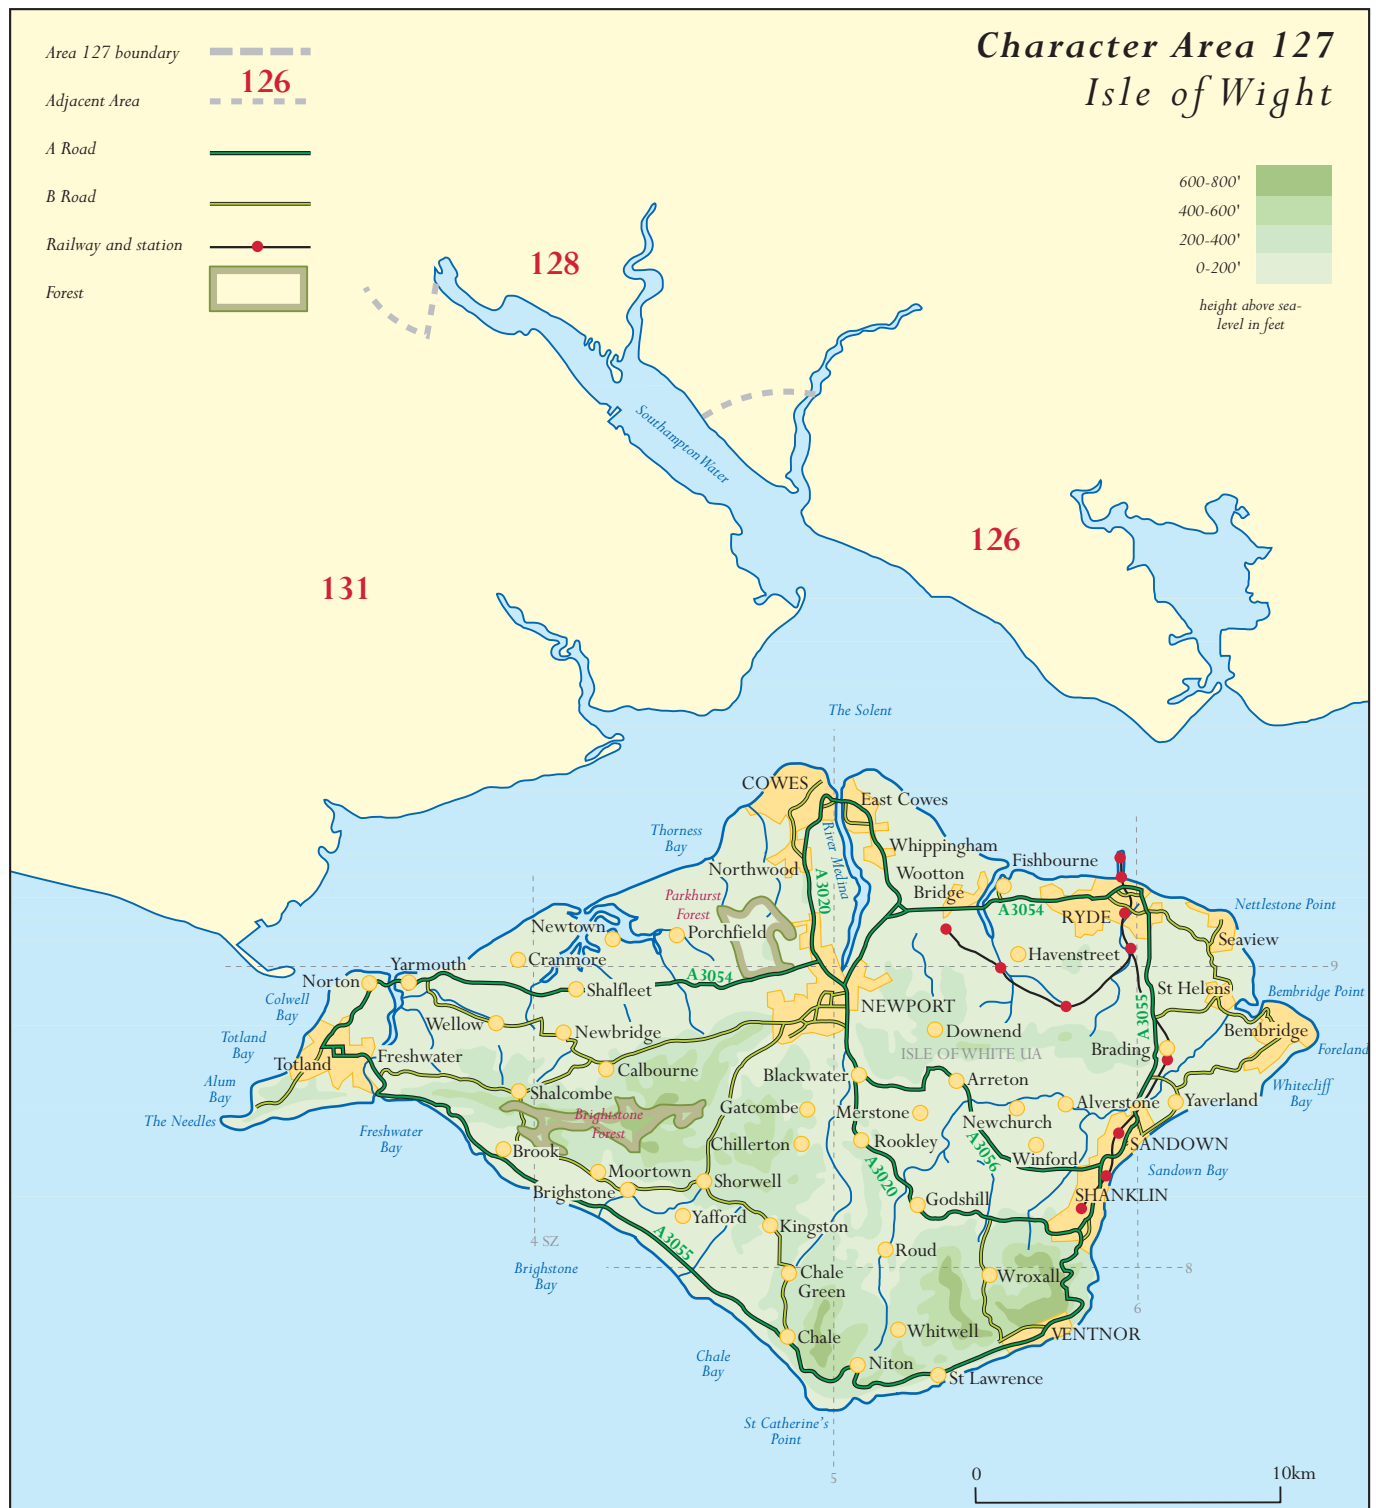 Character Area 127
Isle of Wight
Area 127 boundary
126
Adjacent Area
A Road
B Road
Railway and station
Forest
600-800'
400-600'
200-400'
0-200'
height above sea-
level in feet
128
Southampton Water
126
131
The Solent
COWES
East Cowes
Thorness
Bay
River Medina
Whippingham
Northwood
Wootton
Bridge
Fishbourne
A3020
Parkhurst
Forest
A3054
RYDE
Nettlestone Point
Newtown
Porchfield
Seaview
Cranmore
Havenstreet
Yarmouth
9
Norton
A3054
Shalfleet
St Helens
Bembridge Point
Colwell
Bay
NEWPORT
A3055
Wellow
Newbridge
Downend
Bembridge
Totland
Bay
ISLE OF WHITE UA
Brading
Foreland
Freshwater
Totland
Calbourne
Blackwater
Arreton
Alum
Bay
Shalcombe
Whitecliff
Bay
Gatcombe
Merstone
Alverstone
Yaverland
The Needles
Brighstone
Forest
Newchurch
Freshwater
Bay
Chillerton
Rookley
SANDOWN
Brook
A3056
Winford
Sandown Bay
Moortown
Shorwell
A3020
Brighstone
SHANKLIN
Godshill
Yafford
Kingston
A3055
4 SZ
Roud
Brighstone
Bay
8
Chale
Green
Wroxall
6
Chale
Whitwell
VENTNOR
Chale
Bay
Niton
St Lawrence
St Catherine's
Point
5
0
10km